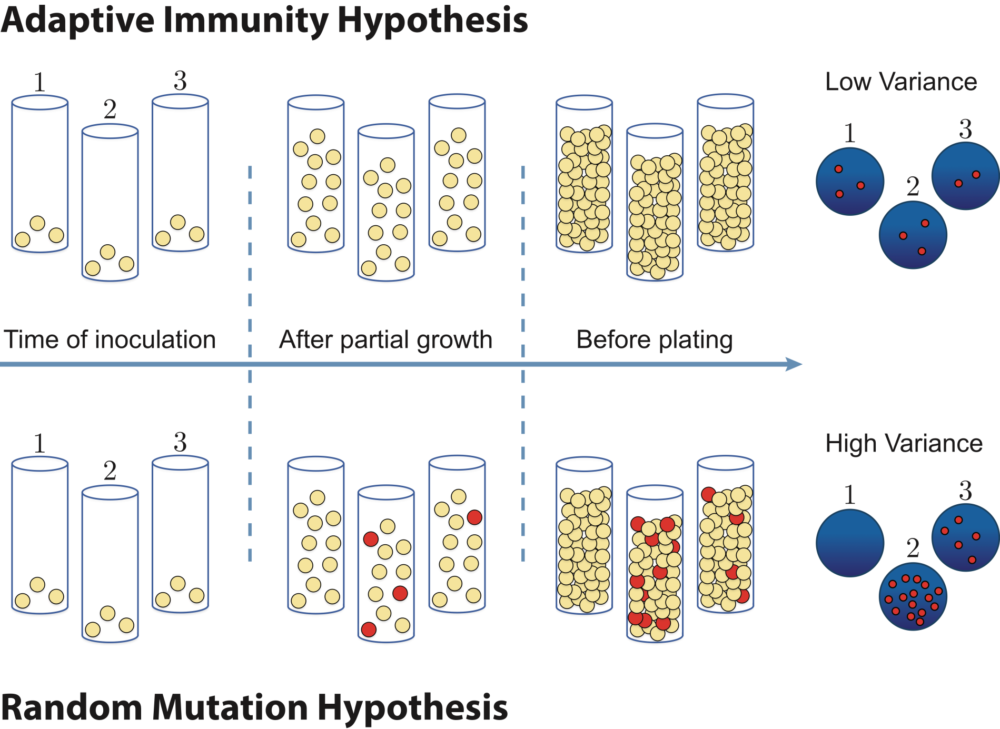 Adaptive Immunity Hypothesis
1
2
3
Low Variance
1
2
3
Time of inoculation
After partial growth
Before plating
1
2
3
High Variance
1
2
3
Random Mutation Hypothesis